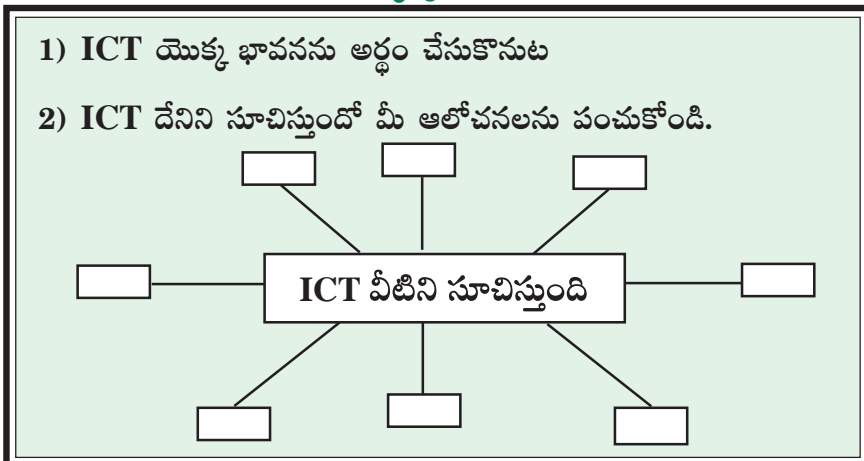 1) ICT యొక్క భావనను అర్థం చేసుకొనుట
2) ICT దేనిని సూచిస్తుందో మీ ఆలోచనలను పంచుకోండి.
ICT వీటిని సూచిస్తుంది